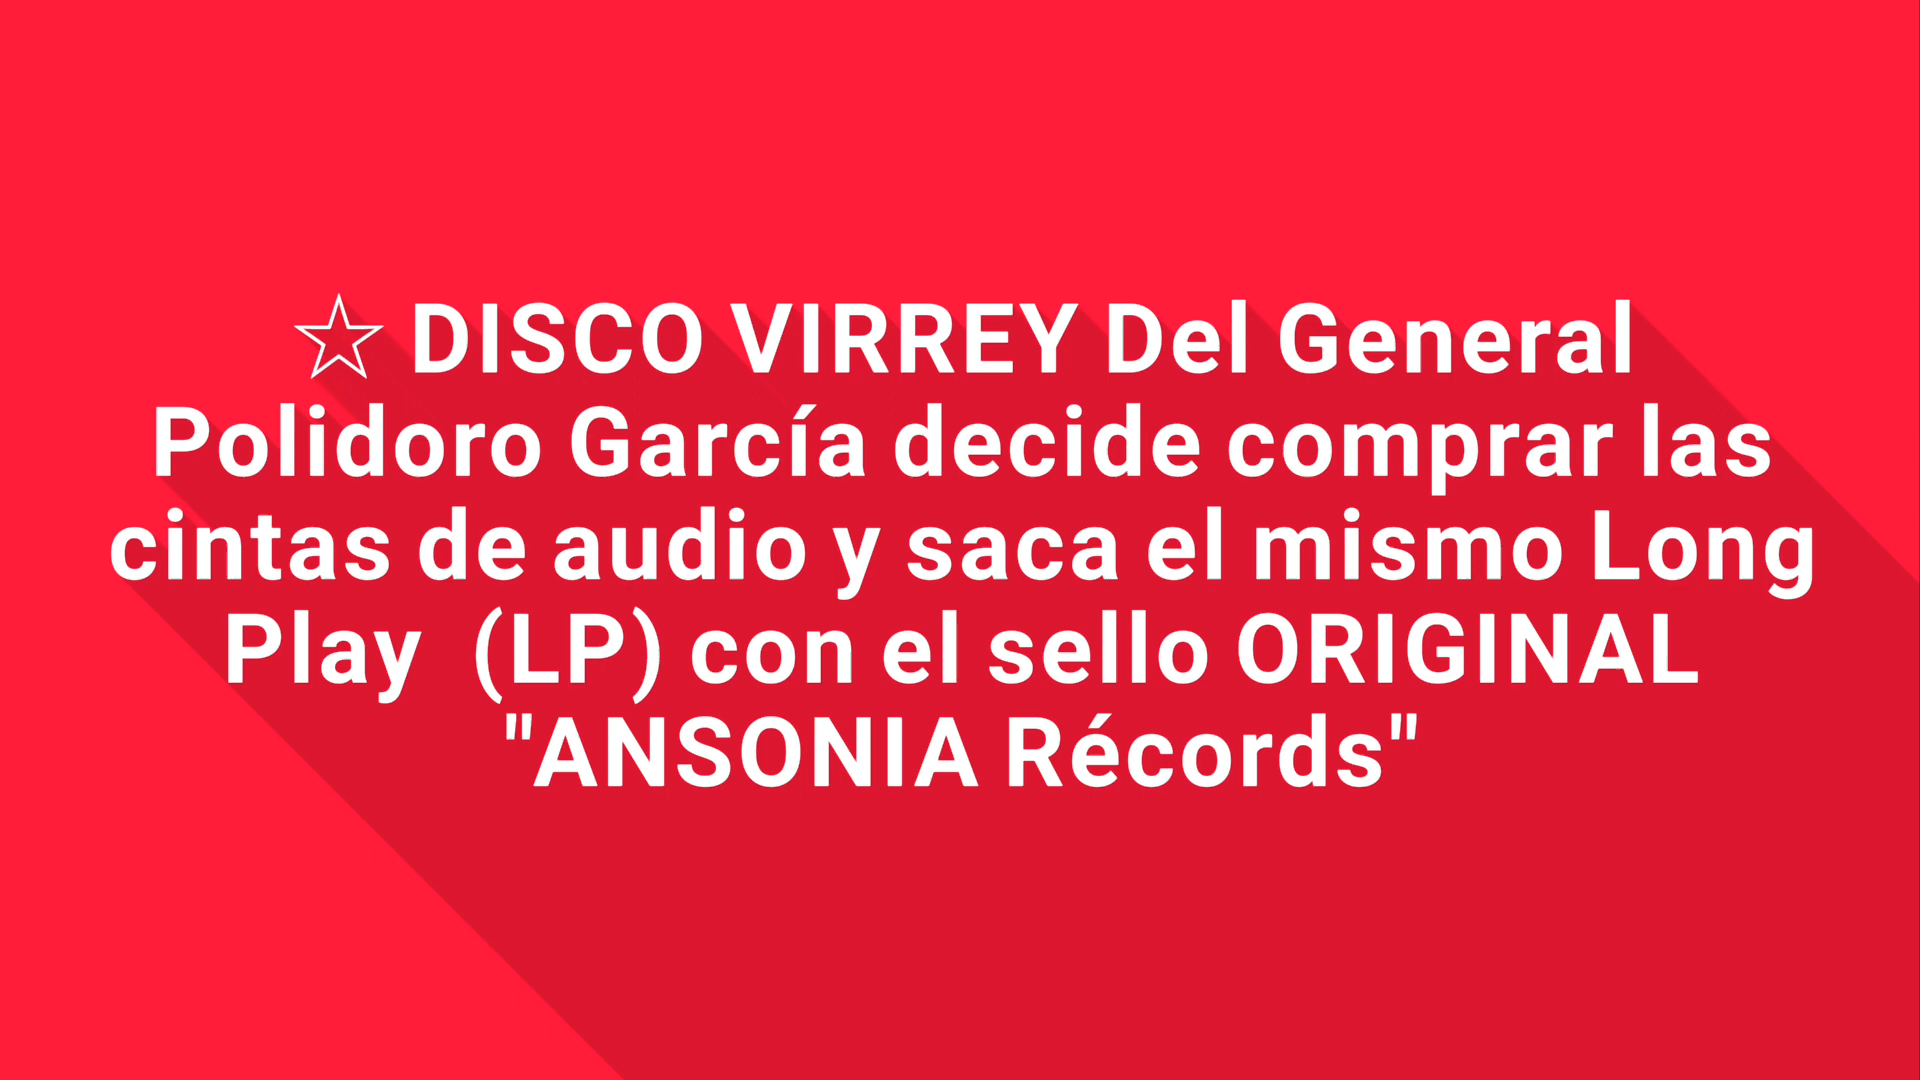 ☆ DISCO VIRREY Del General
Polidoro García decide comprar las
cintas de audio y saca el mismo Long
Play  (LP) con el sello ORIGINAL
"ANSONIA Récords"